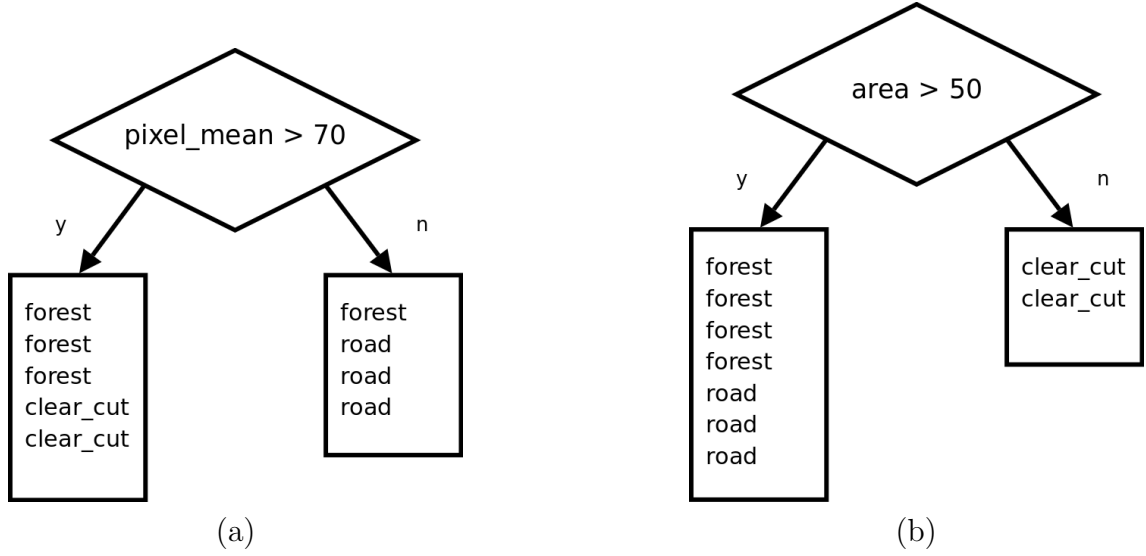 pixel_mean > 70
y
n
forest
forest
forest
clear_cut
clear_cut
forest
road
road
road
(a)
area > 50
y
n
forest
forest
forest
forest
road
road
road
clear_cut
clear_cut
(b)